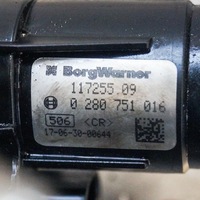 BorgWarner
117255.09
0 280 751 016
506 <CR>
17-06-30-00644